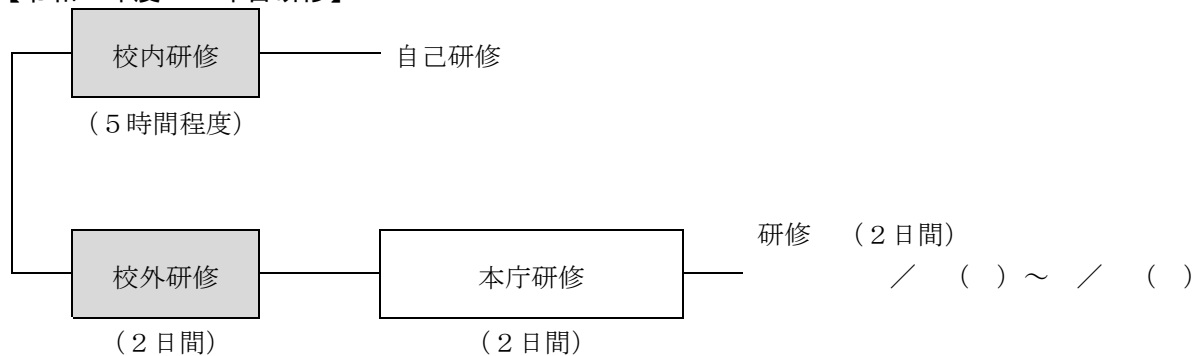 校内研修
自己研修
(5時間程度)
研修 (2日間)
校外研修
本庁研修
/ ( )~ / ( )
(2日間)
(2日間)